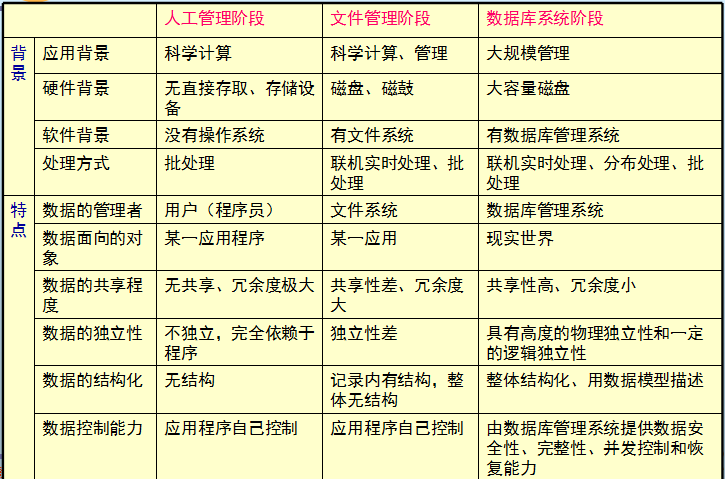 人工管理阶段 文件管理阶段 数据库系统阶段
背景 应用背景 科学计算 科学计算、管理 大规模管理
硬件背景 无直接存取、存储设备 磁盘、磁鼓 大容量磁盘
软件背景 没有操作系统 有文件系统 有数据库管理系统
处理方式 批处理 联机实时处理、批处理 联机实时处理、分布处理、批处理
特点 数据的管理者 用户（程序员） 文件系统 数据库管理系统
数据面向的对象 某一应用程序 某一应用 现实世界
数据的共享程度 无共享、冗余度极大 共享性差、冗余度大 共享性高、冗余度小
数据的独立性 不独立，完全依赖于程序 独立性差 具有高度的物理独立性和一定的逻辑独立性
数据的结构化 无结构 记录内有结构，整体无结构 整体结构化、用数据模型描述
数据控制能力 应用程序自己控制 应用程序自己控制 由数据库管理系统提供数据安全性、完整性、并发控制和恢复能力